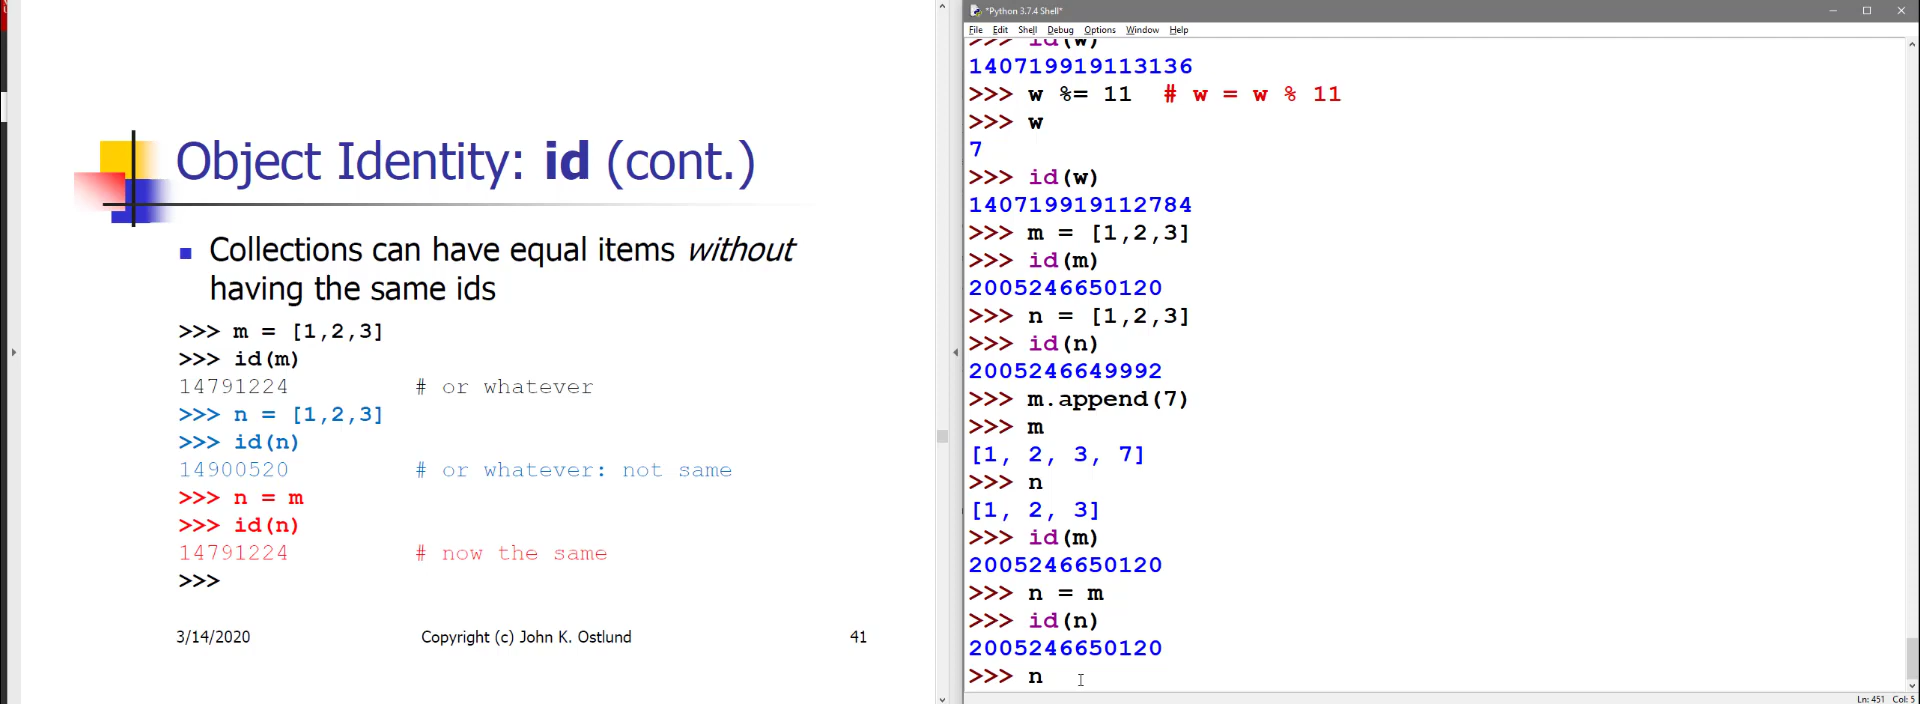 Object Identity: id (cont.)
Collections can have equal items without
having the same ids
>>> m = [1,2,3]
>>> id(m)
14791224 # or whatever
>>> n = [1,2,3]
>>> id(n)
14900520 # or whatever: not same
>>> n = m
>>> id(n)
14791224 # now the same
>>>
3/14/2020 Copyright (c) John K. Ostlund 41
*Python 3.7.4 Shell*
File Edit Shell Debug Options Window Help
>>> id(w)
140719919113136
>>> w %= 11 # w = w % 11
>>> w
7
>>> id(w)
140719919112784
>>> m = [1,2,3]
>>> id(m)
2005246650120
>>> n = [1,2,3]
>>> id(n)
2005246649992
>>> m.append(7)
>>> m
[1, 2, 3, 7]
>>> n
[1, 2, 3]
>>> id(m)
2005246650120
>>> n = m
>>> id(n)
2005246650120
>>> n
Ln: 451 Col: 5